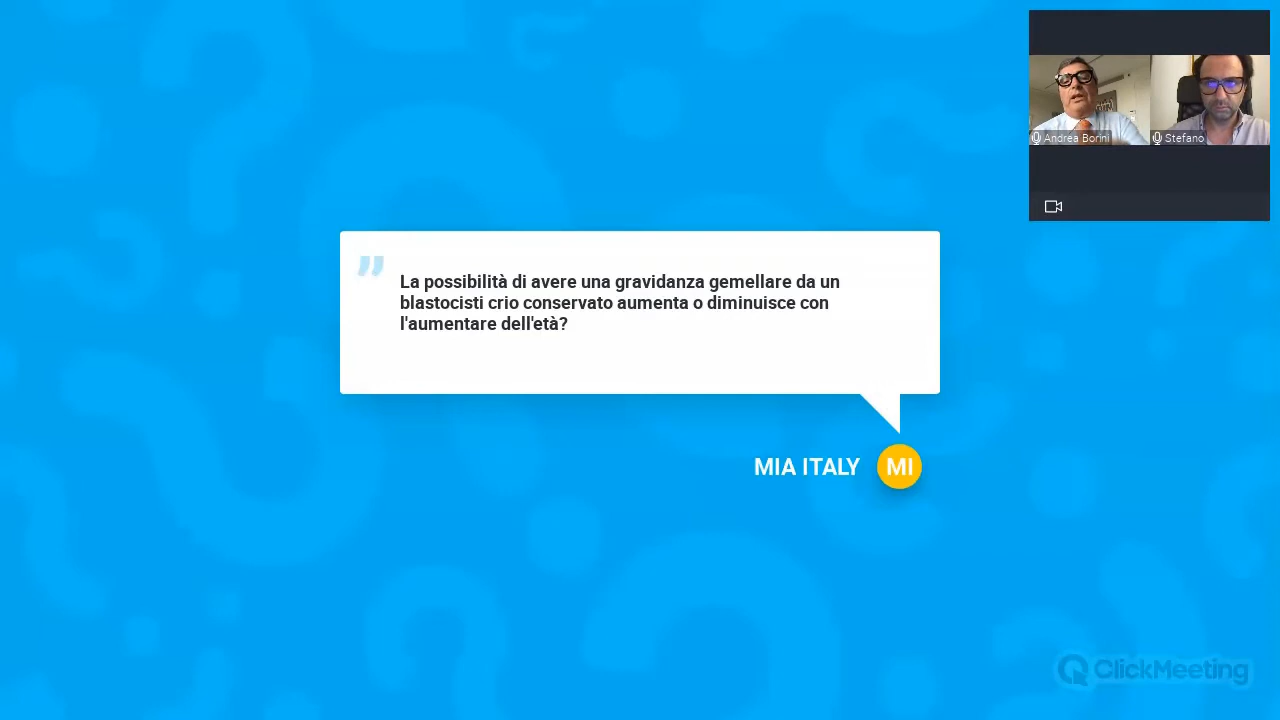 Andrea Borini
Stefano
"
La possibilità di avere una gravidanza gemellare da un
blastocisti crio conservato aumenta o diminuisce con
l'aumentare dell'età?
MIA ITALY
MI
ClickMeeting